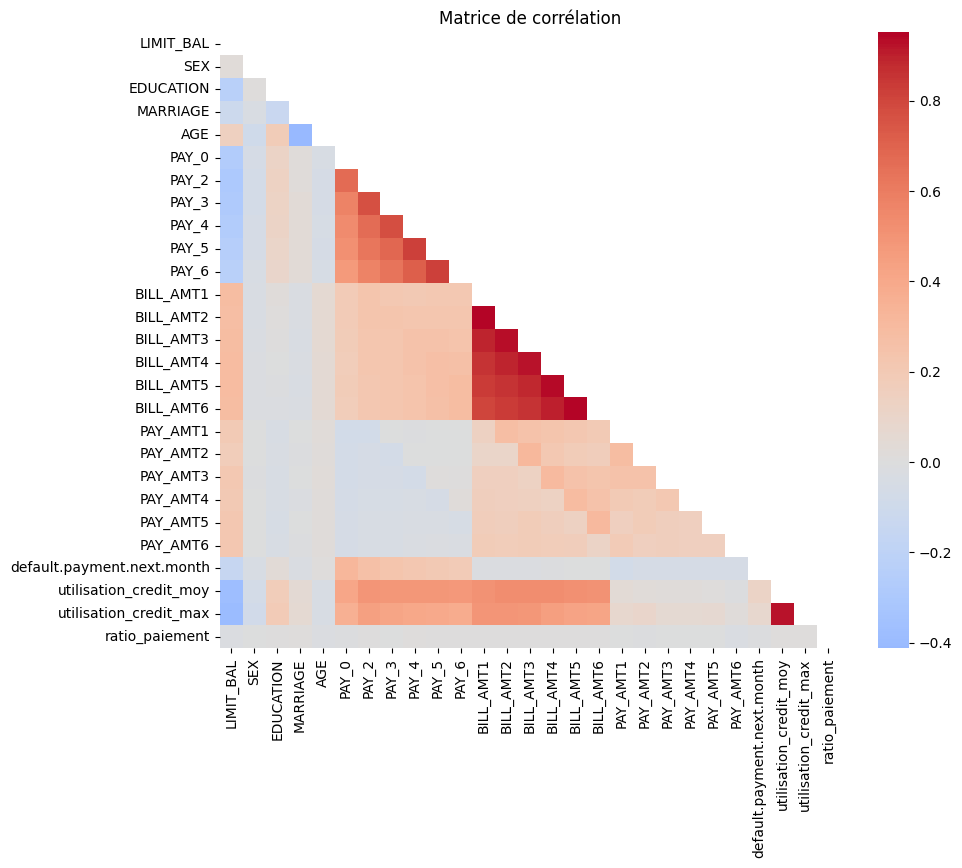 Matrice de corrélation
LIMIT_BAL
SEX
EDUCATION
MARRIAGE
AGE
PAY_0
PAY_2
PAY_3
PAY_4
PAY_5
PAY_6
BILL_AMT1
BILL_AMT2
BILL_AMT3
BILL_AMT4
BILL_AMT5
BILL_AMT6
PAY_AMT1
PAY_AMT2
PAY_AMT3
PAY_AMT4
PAY_AMT5
PAY_AMT6
default.payment.next.month
utilisation_credit_moy
utilisation_credit_max
ratio_paiement
LIMIT_BAL
SEX
EDUCATION
MARRIAGE
AGE
PAY_0
PAY_2
PAY_3
PAY_4
PAY_5
PAY_6
BILL_AMT1
BILL_AMT2
BILL_AMT3
BILL_AMT4
BILL_AMT5
BILL_AMT6
PAY_AMT1
PAY_AMT2
PAY_AMT3
PAY_AMT4
PAY_AMT5
PAY_AMT6
default.payment.next.month
utilisation_credit_moy
utilisation_credit_max
ratio_paiement
0.8
0.6
0.4
0.2
0.0
−0.2
−0.4